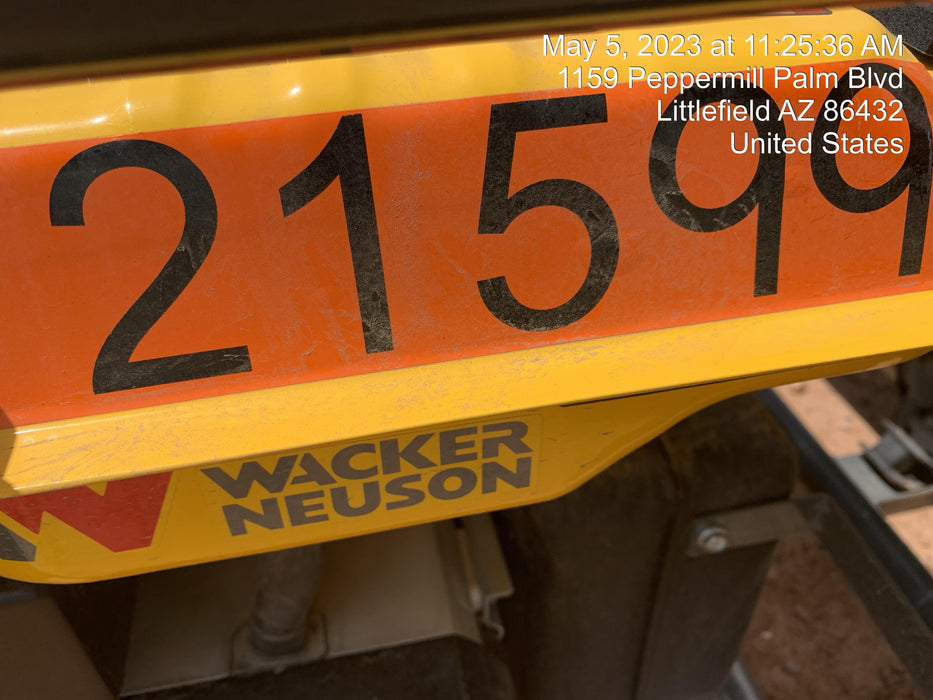 May 5, 2023 at 11:25:36 AM
1159 Peppermill Palm Blvd
Littlefield AZ 86432
United States
21599
WACKER
NEUSON